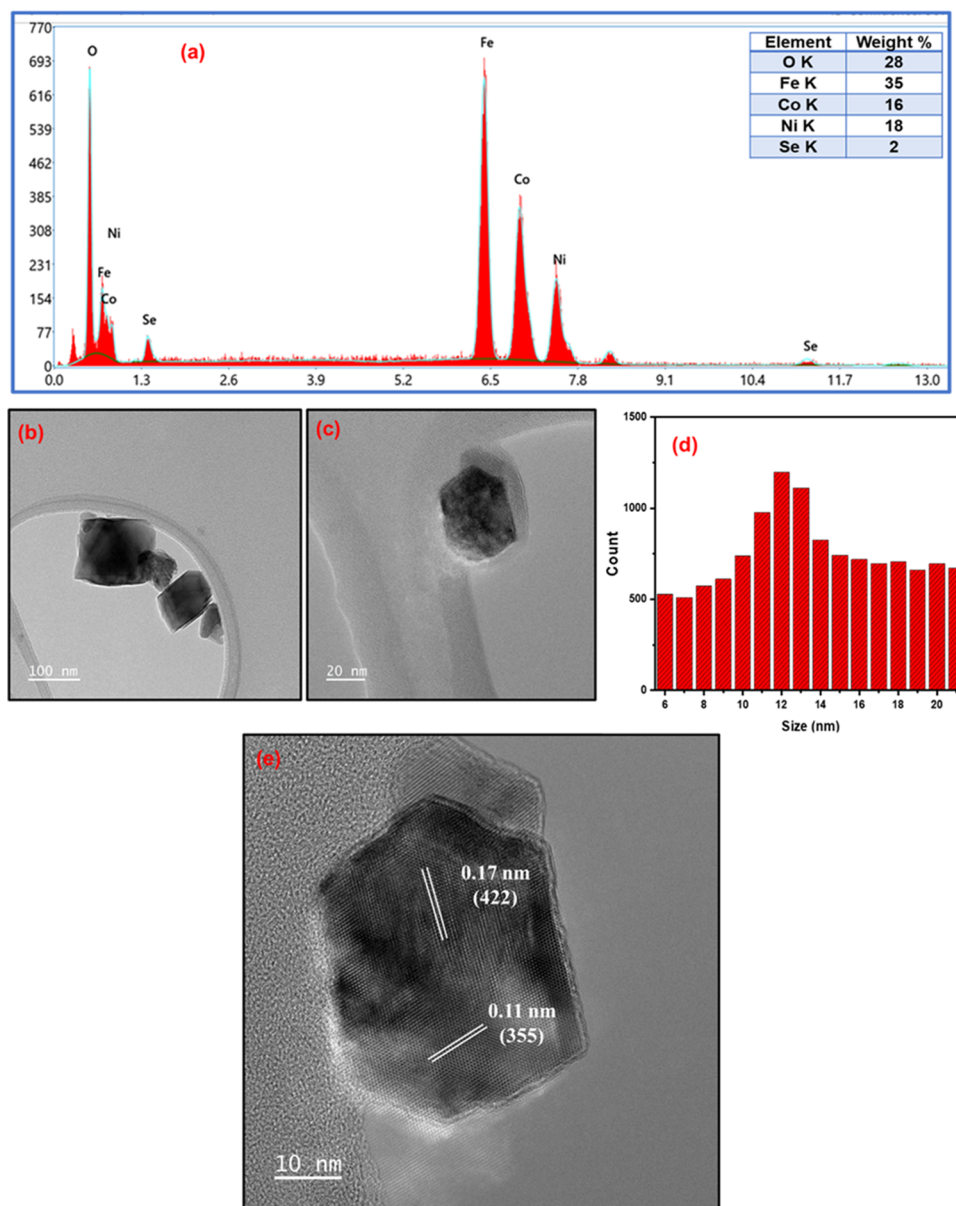 (a)
770
693
616
539
462
385
308
231
154
77
0
O
Ni
Fe
Co
Se
Fe
Co
Ni
Se
0.0 1.3 2.6 3.9 5.2 6.5 7.8 9.1 10.4 11.7 13.0
Element Weight %
O K 28
Fe K 35
Co K 16
Ni K 18
Se K 2
(b)
100 nm
(c)
20 nm
(d)
Count
1500
1000
500
0
6 8 10 12 14 16 18 20
Size (nm)
(e)
0.17 nm
(422)
0.11 nm
(355)
10 nm